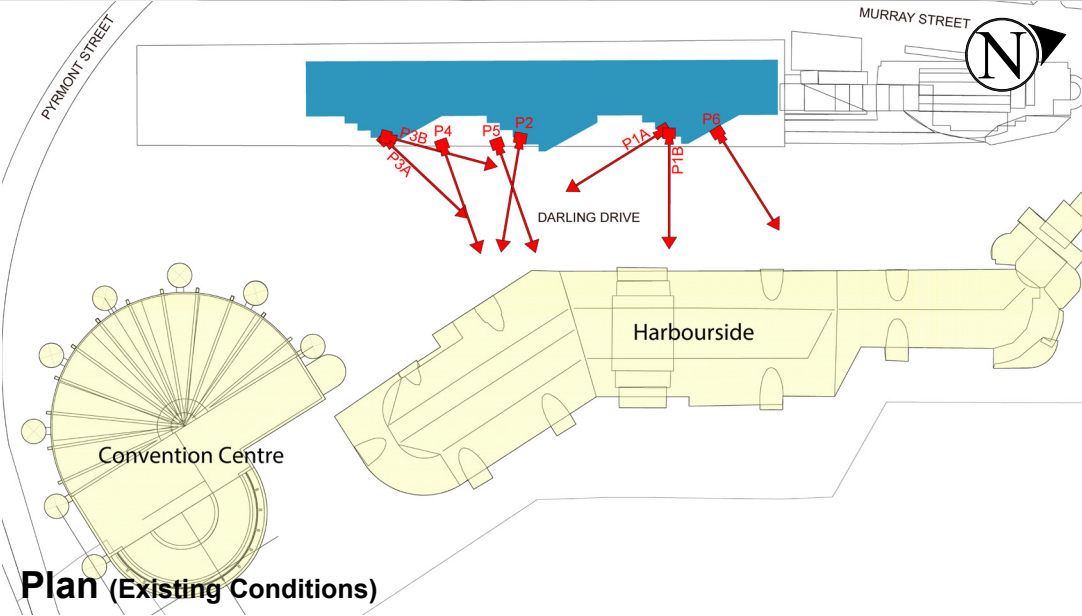 PYRMONT STREET
MURRAY STREET
N
P3B
P4
P5
P2
P1A
P1B
P6
P3A
DARLING DRIVE
Harbourside
Convention Centre
Plan (Existing Conditions)